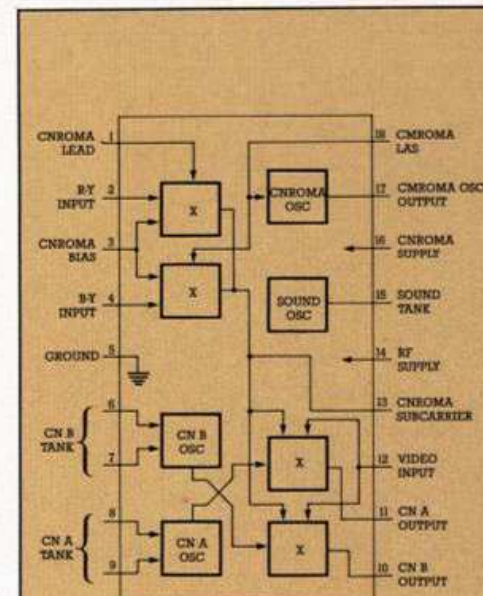 CNROMA
LEAD
1
R-Y
INPUT
2
CNROMA
BIAS
3
B-Y
INPUT
4
GROUND
5
CN B
TANK
6
7
CN A
TANK
8
9
X
X
CNROMA
OSC
SOUND
OSC
CN B
OSC
CN A
OSC
X
X
18
CMROMA
LAS
17
CMROMA OSC
OUTPUT
16
CNROMA
SUPPLY
15
SOUND
TANK
14
RF
SUPPLY
13
CNROMA
SUBCARRIER
12
VIDEO
INPUT
11
CN A
OUTPUT
10
CN B
OUTPUT